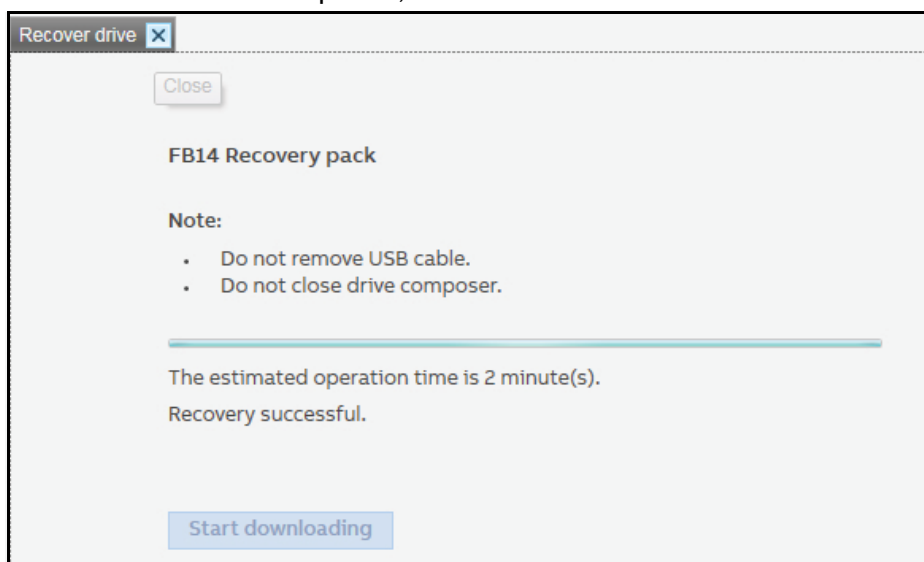 Recover drive
Close
FB14 Recovery pack
Note:
• Do not remove USB cable.
• Do not close drive composer.
The estimated operation time is 2 minute(s).
Recovery successful.
Start downloading